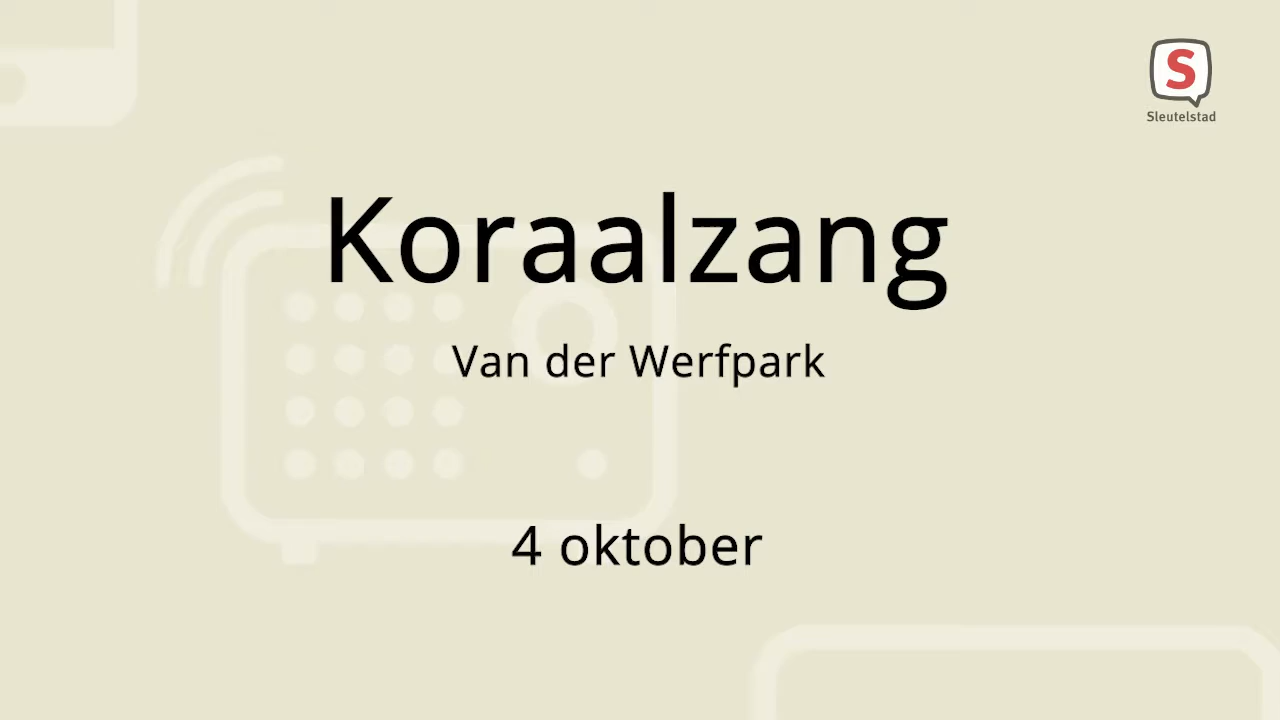 S
Sleutelstad
Koraalzang
Van der Werfpark
4 oktober